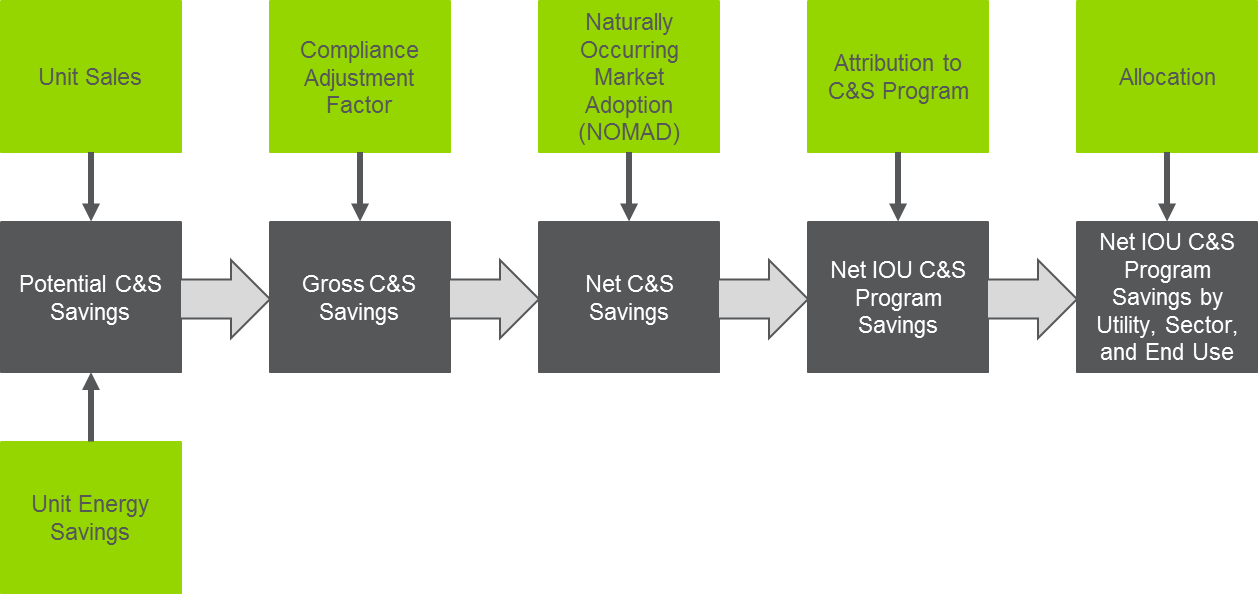 Unit Sales
Compliance
Adjustment
Factor
Naturally
Occurring
Market
Adoption
(NOMAD)
Attribution to
C&S Program
Allocation
Potential C&S
Savings
Gross C&S
Savings
Net C&S
Savings
Net IOU C&S
Program
Savings
Net IOU C&S
Program
Savings by
Utility, Sector,
and End Use
Unit Energy
Savings